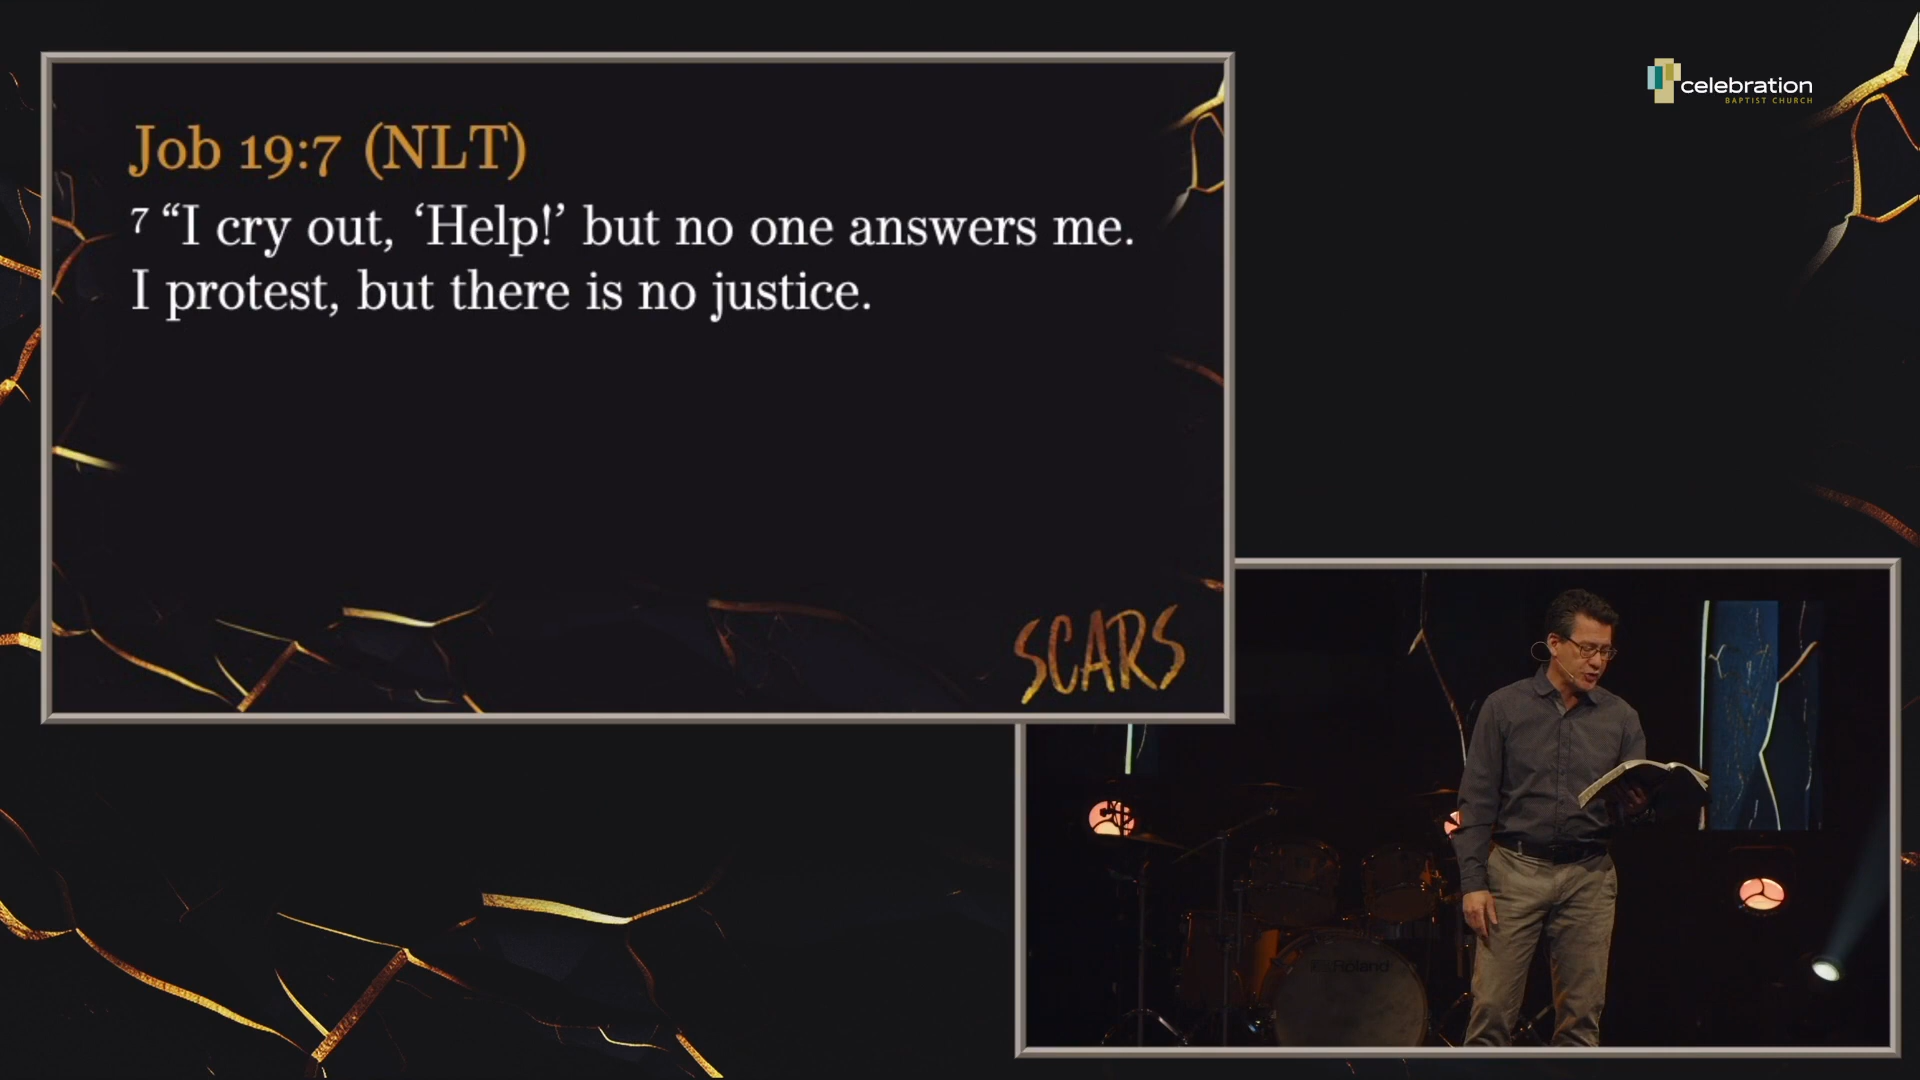 Job 19:7 (NLT)
7 “I cry out, ‘Help!’ but no one answers me.
I protest, but there is no justice.
SCARS
celebration
BAPTIST CHURCH
Roland